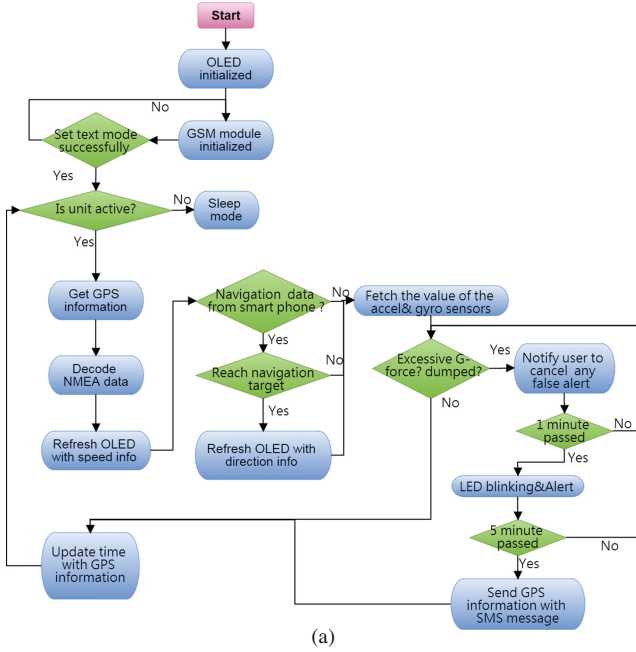 Start
OLED
initialized
No
Set text mode
successfully
GSM module
initialized
Yes
Is unit active?
No
Sleep
mode
Yes
Get GPS
information
Navigation data
from smart phone ?
No
Fetch the value of the
accel& gyro sensors
Yes
Decode
NMEA data
Reach navigation
target
No
Excessive G-
force? dumped?
Yes
Notify user to
cancel any
false alert
No
Yes
1 minute
passed
No
Refresh OLED
with speed info
Refresh OLED with
direction info
Yes
LED blinking&Alert
5 minute
passed
No
Yes
Update time
with GPS
information
Send GPS
information with
SMS message
(a)